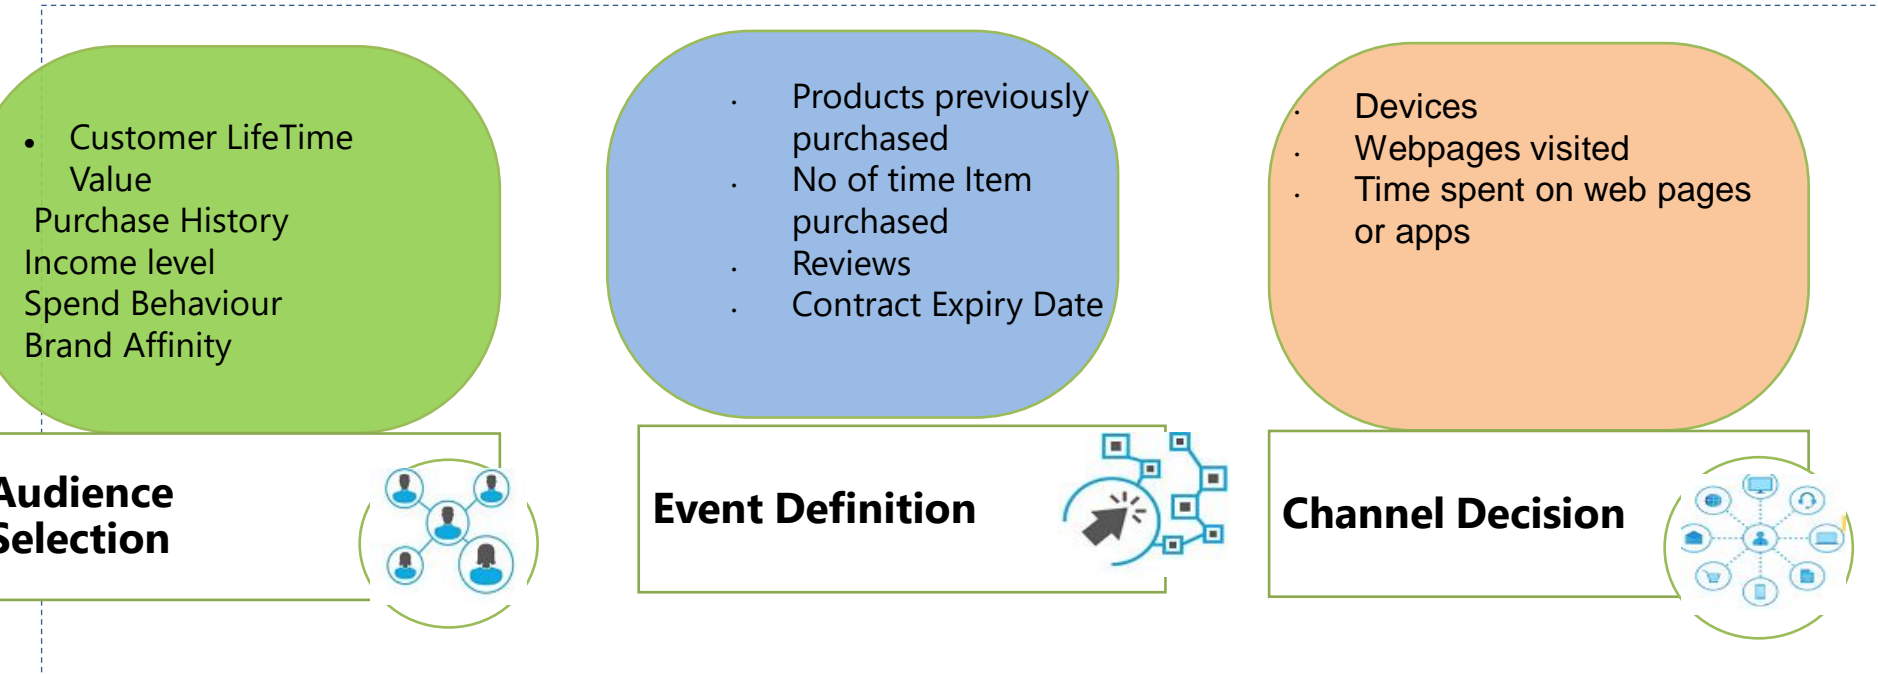 • Customer LifeTime
Value
Purchase History
Income level
Spend Behaviour
Brand Affinity
Audience
Selection
• Products previously
purchased
• No of time Item
purchased
• Reviews
• Contract Expiry Date
Event Definition
• Devices
• Webpages visited
• Time spent on web pages
or apps
Channel Decision